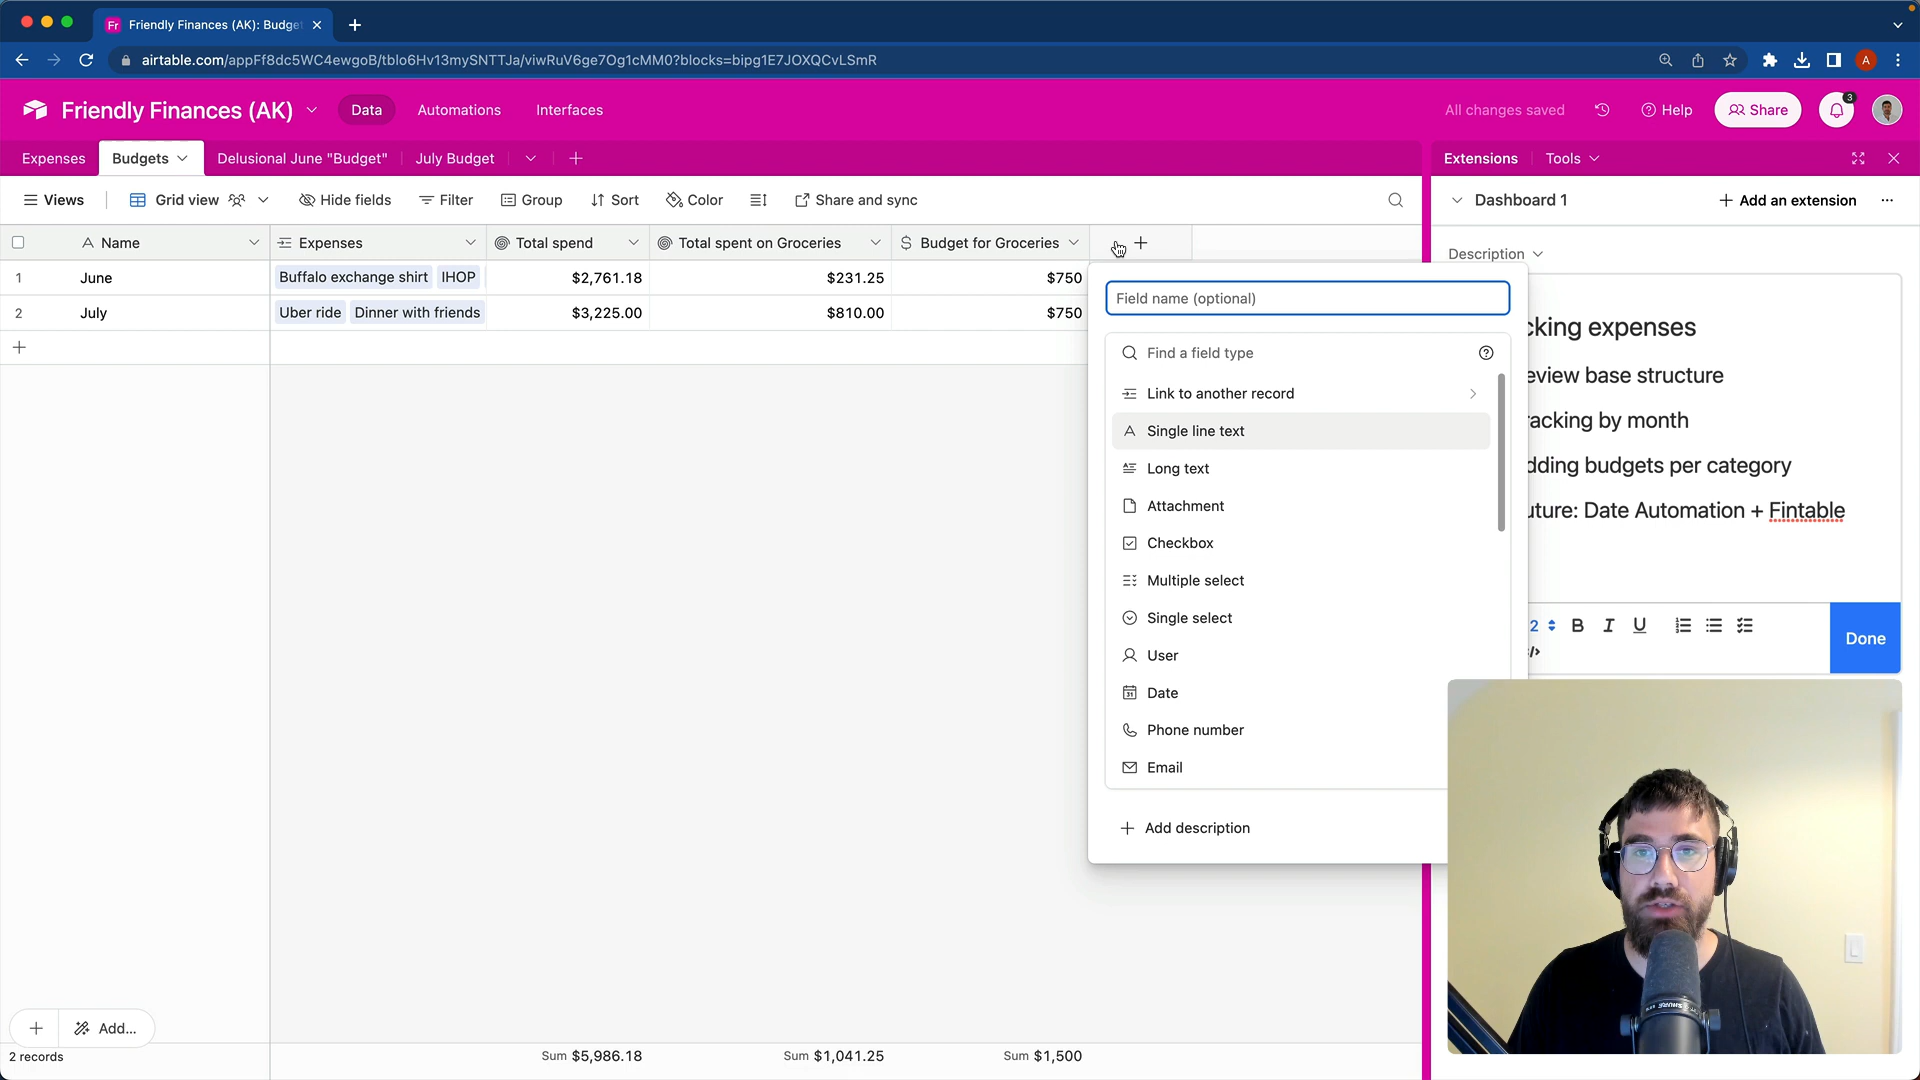 Fr Friendly Finances (AK): Budget
airtable.com/appFf8dc5WC4ewgoB/tblo6Hv13mySNTTJa/viwRuV6ge7Og1cMM0?blocks=bipg1E7JOXQCvLSmR
A
Friendly Finances (AK)
Data
Automations
Interfaces
All changes saved
Help
Share
3
Expenses
Budgets
Delusional June "Budget"
July Budget
Extensions
Tools
Views
Grid view
Hide fields
Filter
Group
Sort
Color
Share and sync
Dashboard 1
Add an extension
Name
Expenses
Total spend
Total spent on Groceries
Budget for Groceries
Description
1 June Buffalo exchange shirt IHOP $2,761.18 $231.25 $750
2 July Uber ride Dinner with friends $3,225.00 $810.00 $750
Field name (optional)
Find a field type
Link to another record
Single line text
Long text
Attachment
Checkbox
Multiple select
Single select
User
Date
Phone number
Email
Add description
cking expenses
eview base structure
acking by month
dding budgets per category
uture: Date Automation + Fintable
2 B I U
Done
Add...
2 records
Sum $5,986.18
Sum $1,041.25
Sum $1,500